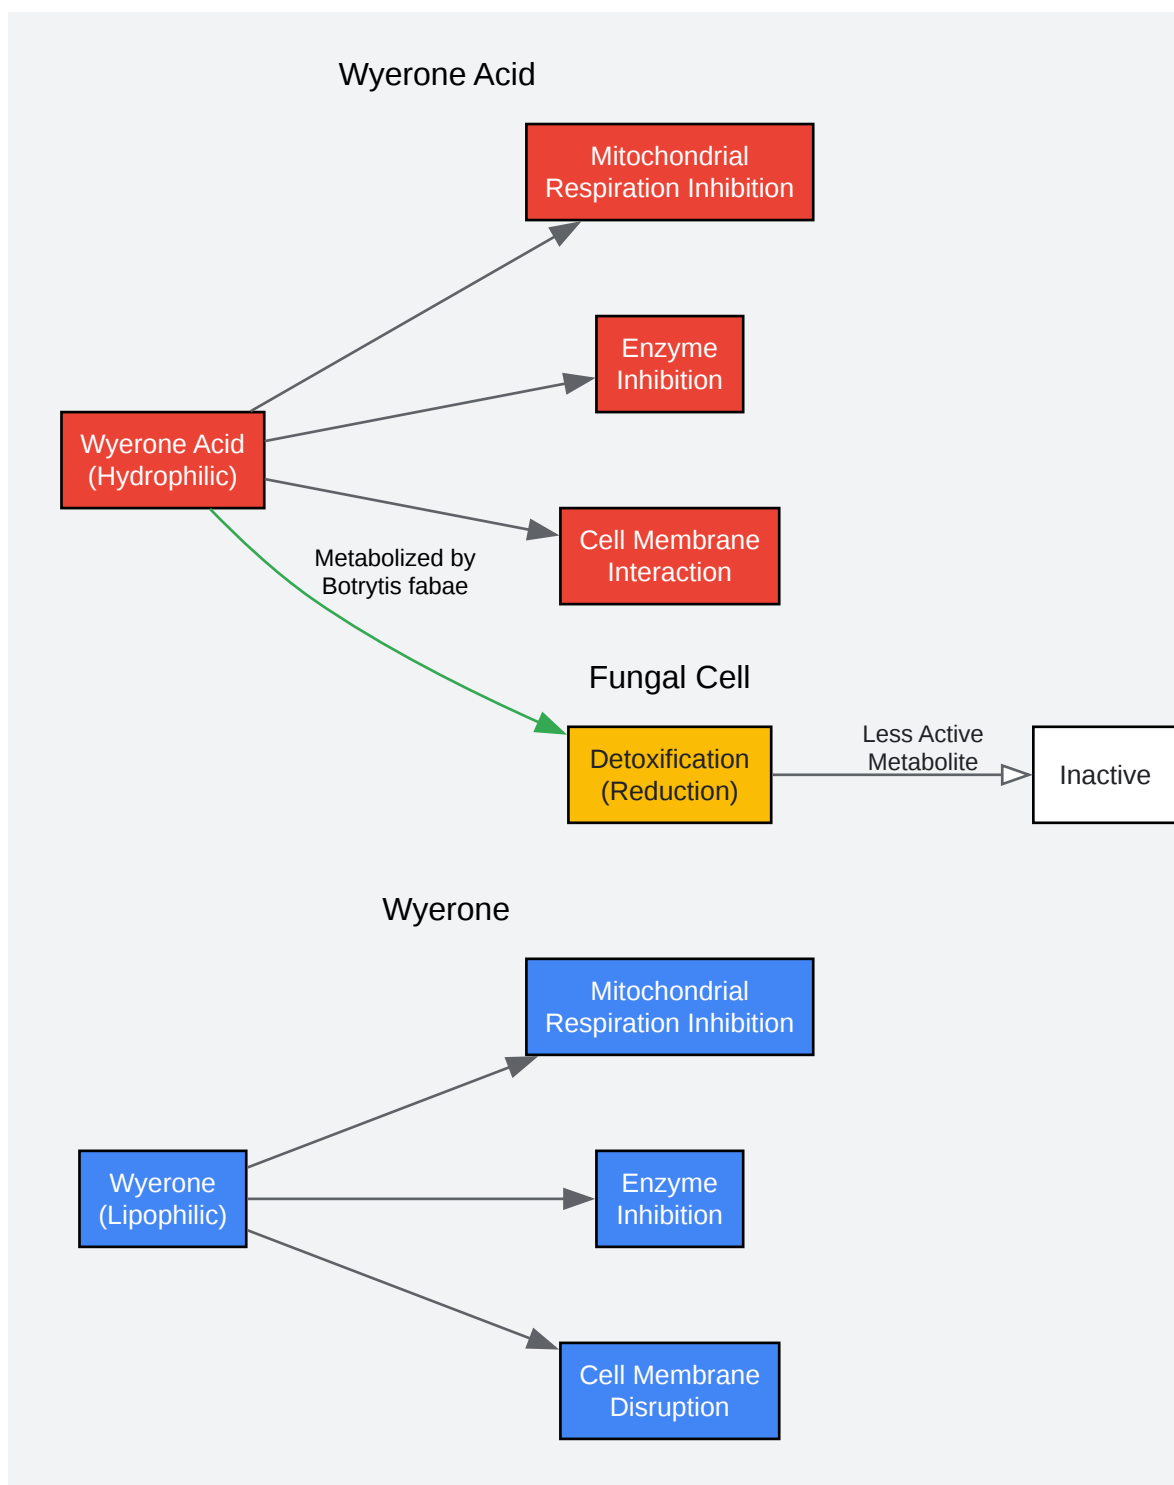 Wyerone Acid
Mitochondrial
Respiration Inhibition
Enzyme
Inhibition
Wyerone Acid
(Hydrophilic)
Cell Membrane
Interaction
Metabolized by
Botrytis fabae
Fungal Cell
Detoxification
(Reduction)
Less Active
Metabolite
Inactive
Wyerone
Mitochondrial
Respiration Inhibition
Wyerone
(Lipophilic)
Enzyme
Inhibition
Cell Membrane
Disruption